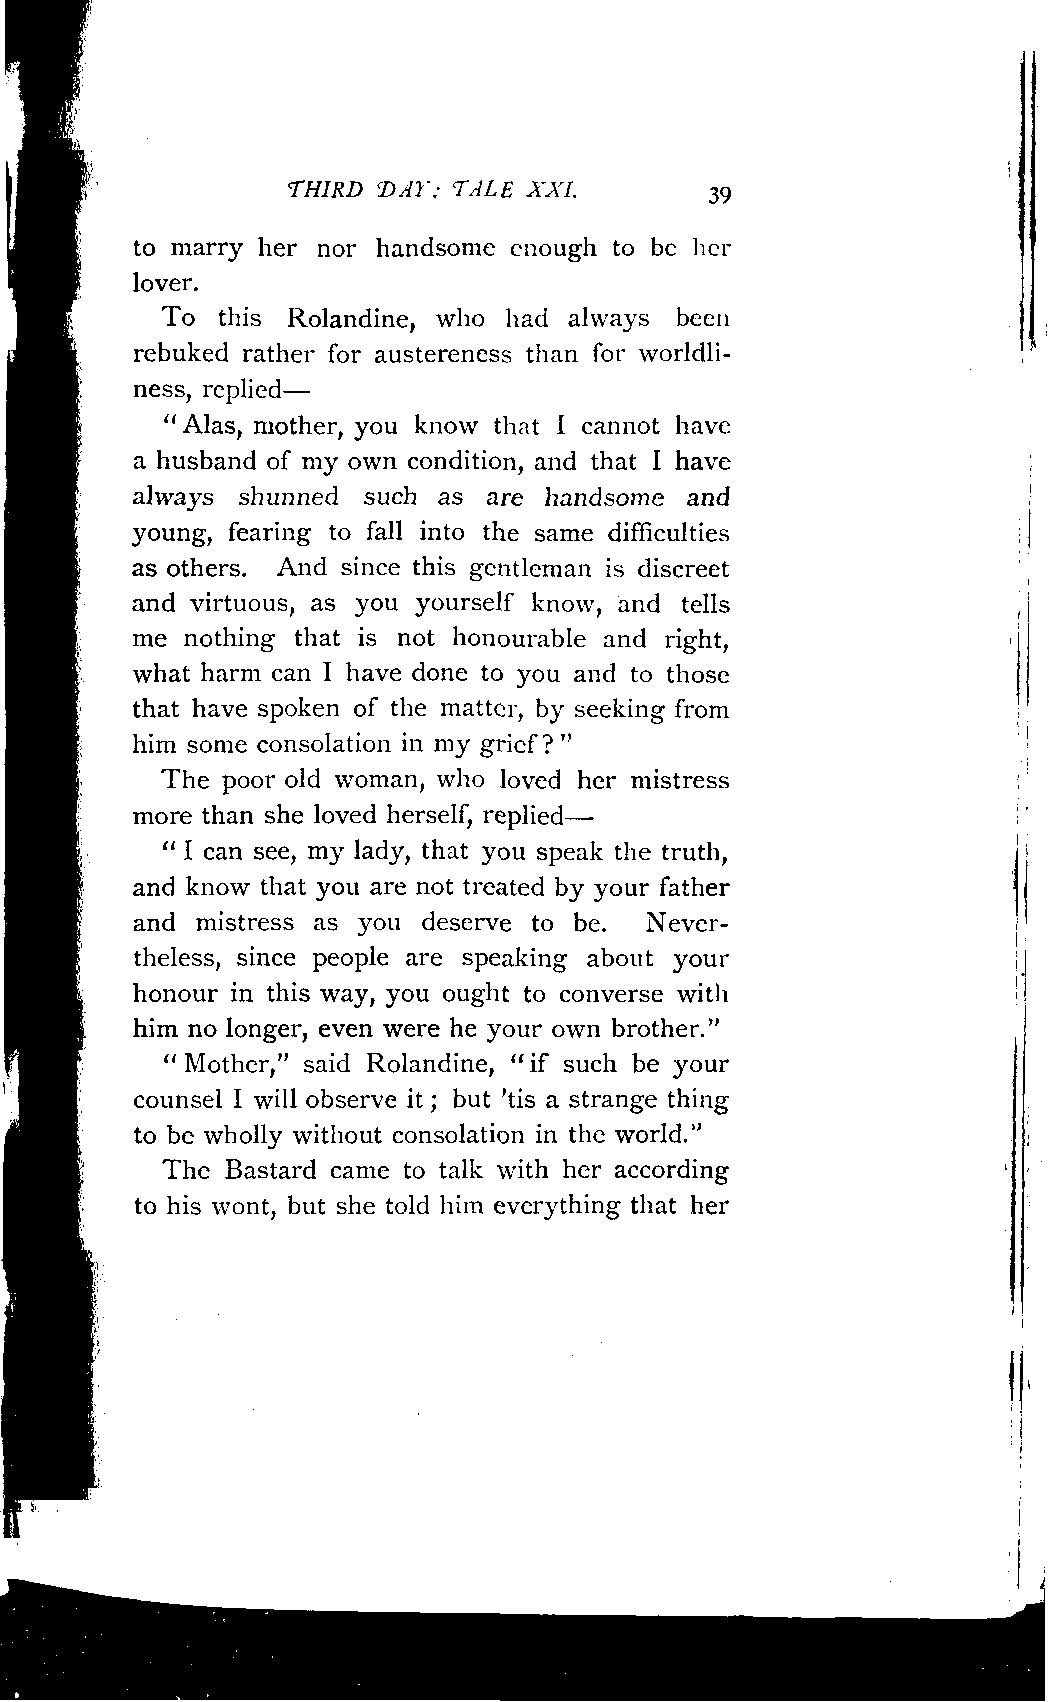 THIRD DAY: TALE XXI. 39
to marry her nor handsome enough to be her
lover.
To this Rolandine, who had always been
rebuked rather for austereness than for worldli-
ness, replied—
"Alas, mother, you know that I cannot have
a husband of my own condition, and that I have
always shunned such as are handsome and
young, fearing to fall into the same difficulties
as others. And since this gentleman is discreet
and virtuous, as you yourself know, and tells
me nothing that is not honourable and right,
what harm can I have done to you and to those
that have spoken of the matter, by seeking from
him some consolation in my grief?"
The poor old woman, who loved her mistress
more than she loved herself, replied—
"I can see, my lady, that you speak the truth,
and know that you are not treated by your father
and mistress as you deserve to be. Never-
theless, since people are speaking about your
honour in this way, you ought to converse with
him no longer, even were he your own brother."
"Mother," said Rolandine, "if such be your
counsel I will observe it; but 'tis a strange thing
to be wholly without consolation in the world."
The Bastard came to talk with her according
to his wont, but she told him everything that her